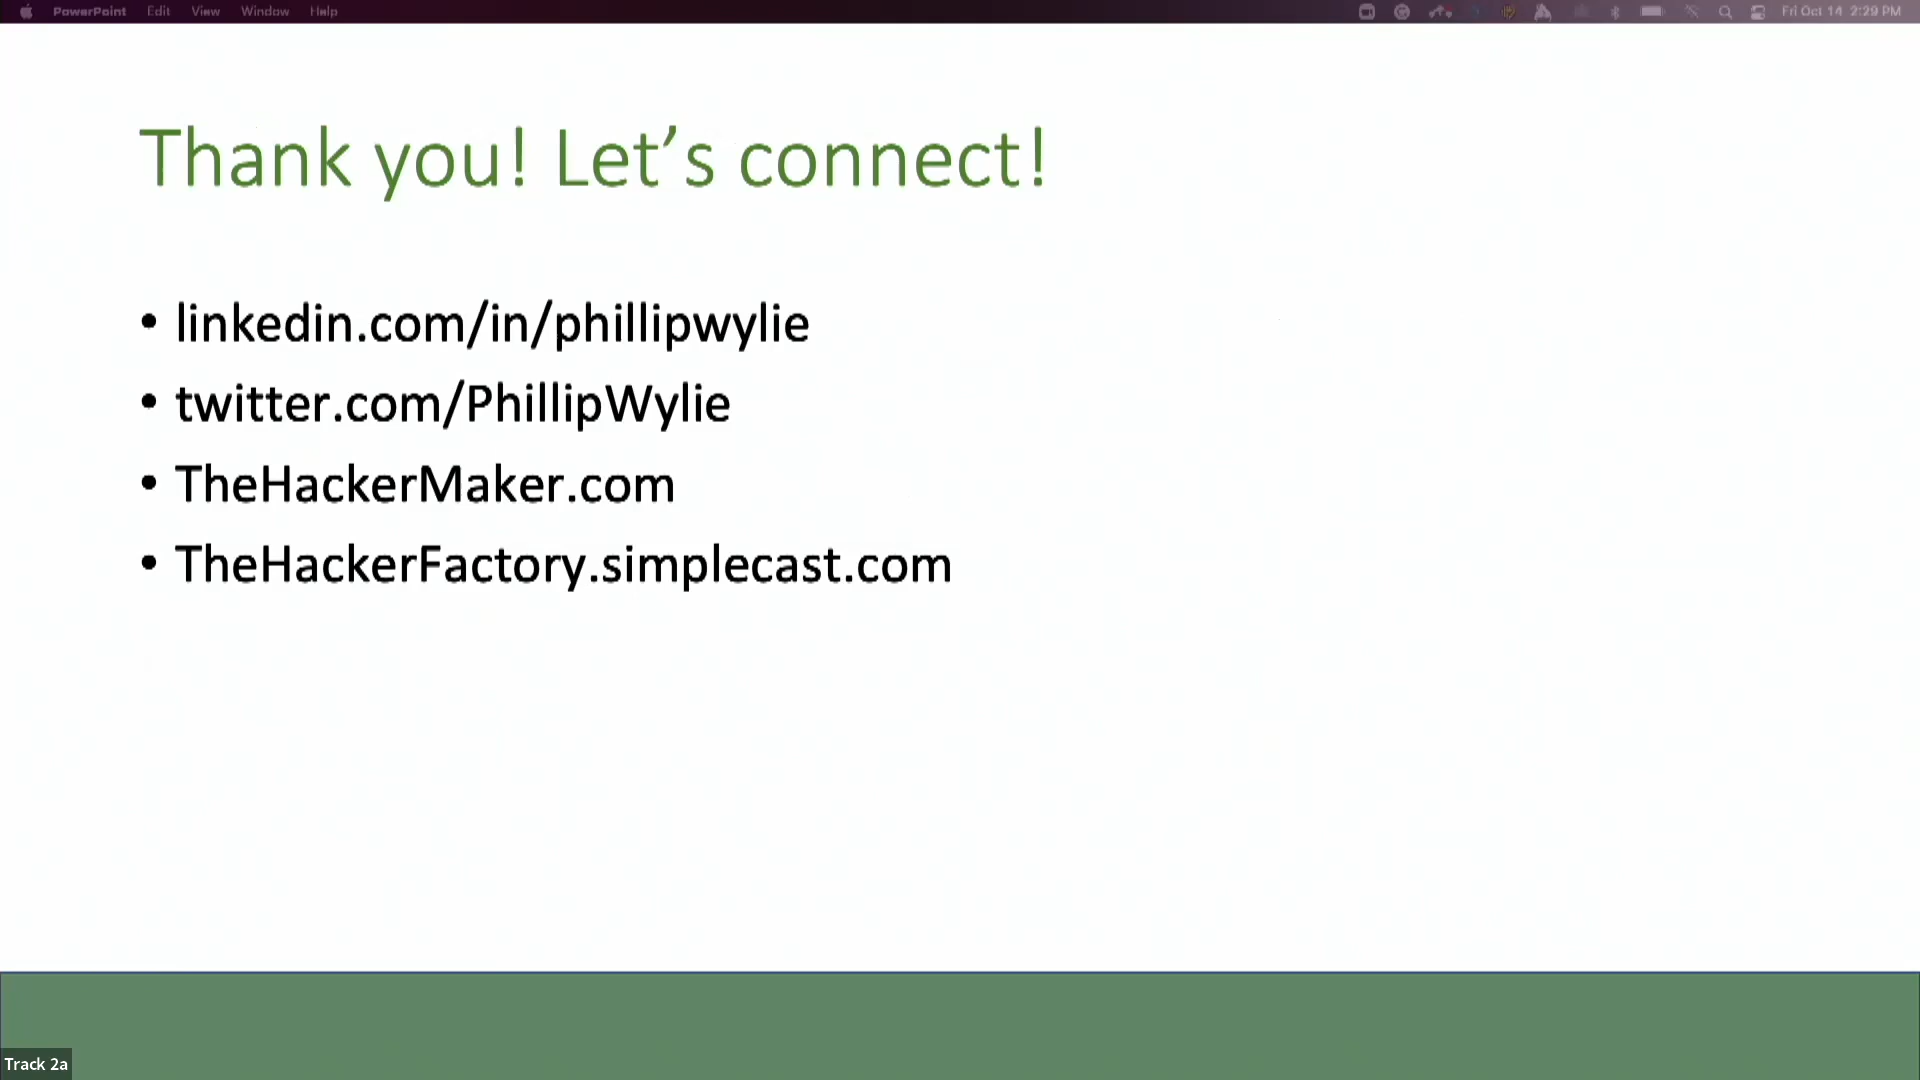 PowerPoint Edit View Window Help Fri Oct 14 2:29 PM
Thank you! Let’s connect!
• linkedin.com/in/phillipwylie
• twitter.com/PhillipWylie
• TheHackerMaker.com
• TheHackerFactory.simplecast.com
Track 2a